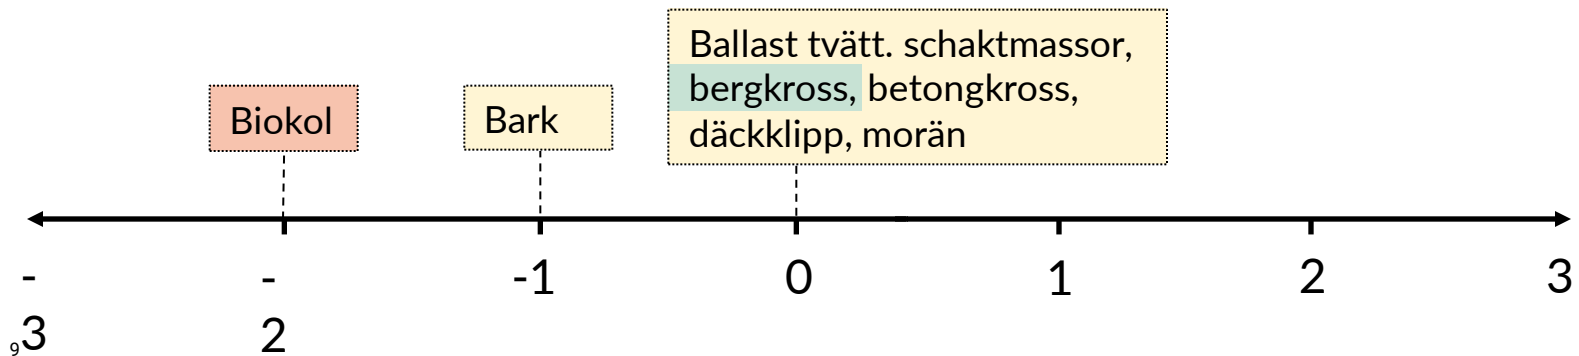 Ballast tvätt. schaktmassor,
bergkross, betongkross,
däckklipp, morän
Biokol
Bark
-
3
-
2
-1
0
1
2
3
9